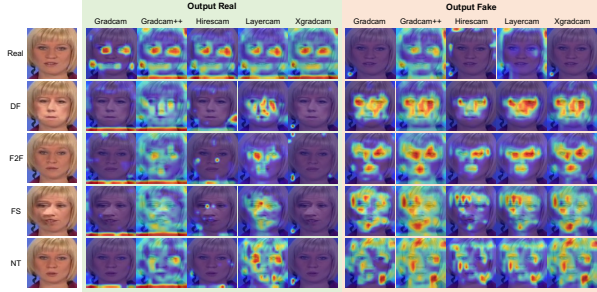 Output Real Output Fake
Gradcam Gradcam++ Hirescam Layercam Xgradcam Gradcam Gradcam++ Hirescam Layercam Xgradcam
Real
DF
F2F
FS
NT